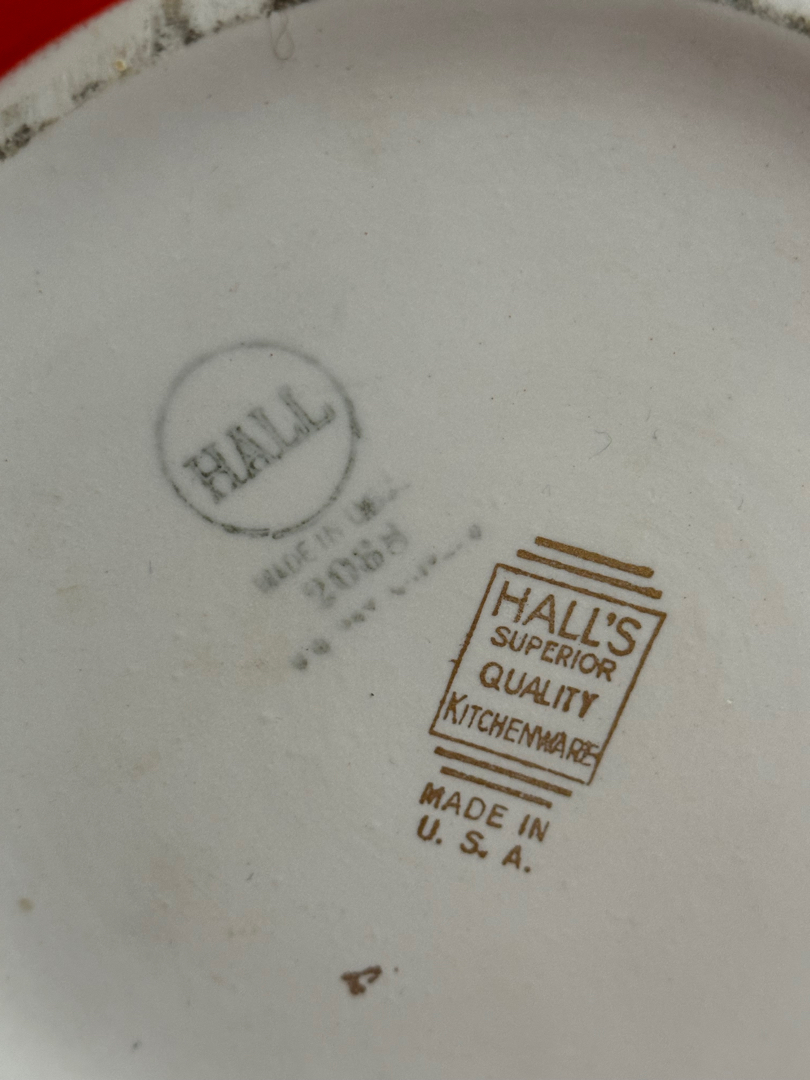 HALL
MADE IN U.S.A.
HALL'S
SUPERIOR
QUALITY
KITCHENWARE
MADE IN
U. S. A.